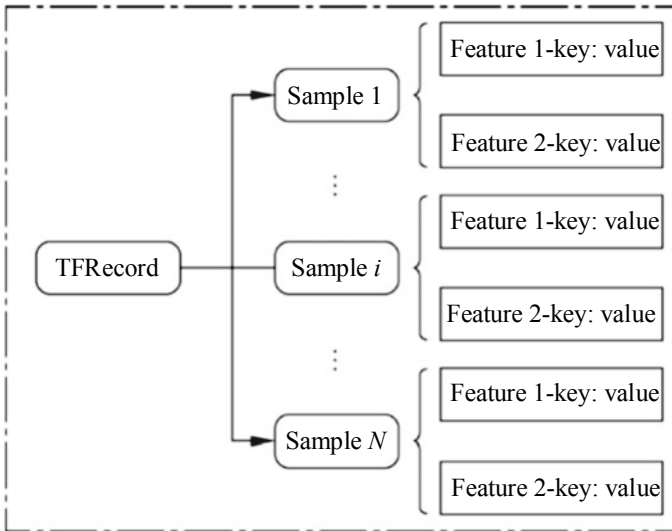 Feature 1-key: value
Sample 1
Feature 2-key: value
⋮
Feature 1-key: value
TFRecord
Sample i
Feature 2-key: value
⋮
Feature 1-key: value
Sample N
Feature 2-key: value